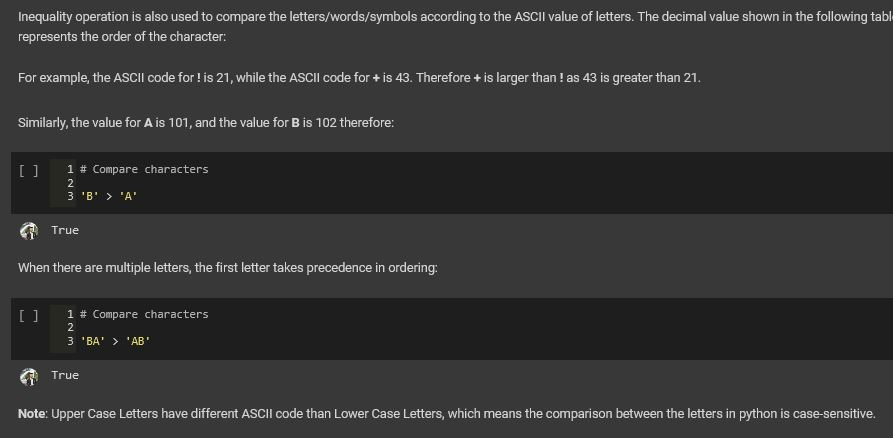 Inequality operation is also used to compare the letters/words/symbols according to the ASCII value of letters. The decimal value shown in the following
represents the order of the character:
For example, the ASCII code for ! is 21, while the ASCII code for + is 43. Therefore + is larger than ! as 43 is greater than 21.
Similarly, the value for A is 101, and the value for B is 102 therefore:
[ ] 1 # Compare characters
2
3 'B' > 'A'
True
When there are multiple letters, the first letter takes precedence in ordering:
[ ] 1 # Compare characters
2
3 'BA' > 'AB'
True
Note: Upper Case Letters have different ASCII code than Lower Case Letters, which means the comparison between the letters in python is case-sensitive.